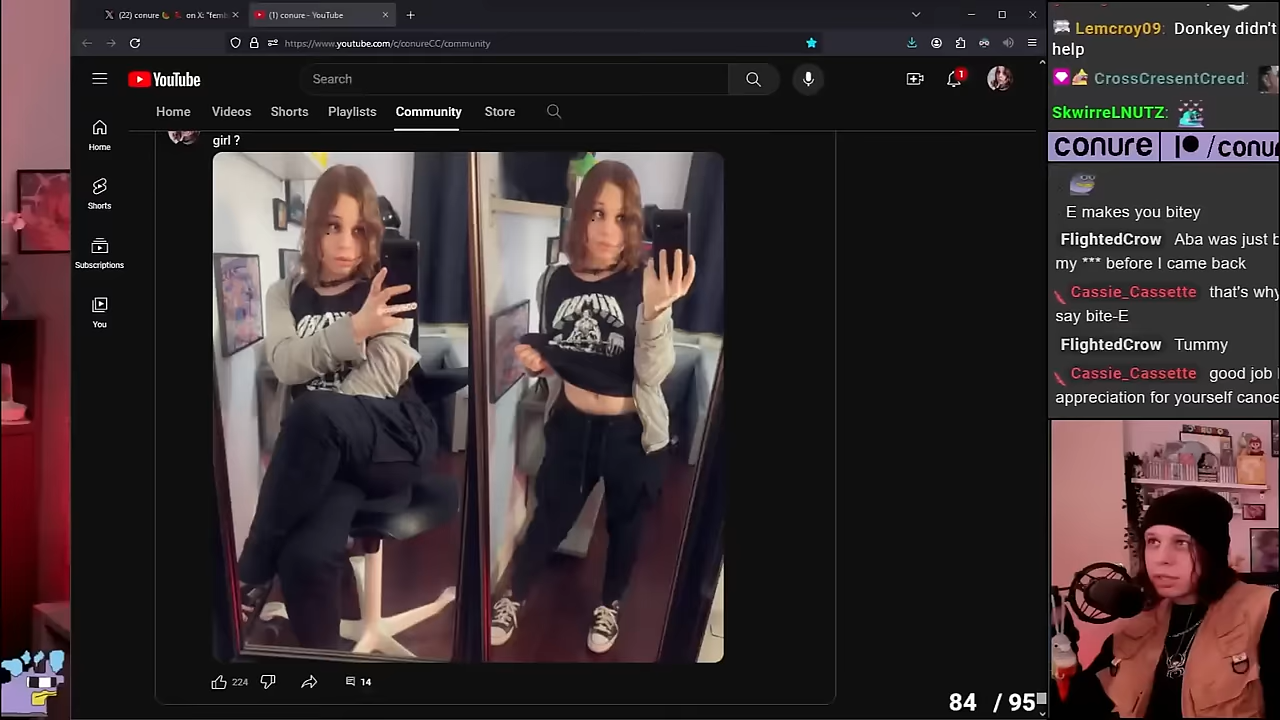 (22) conure on X: "femb
(1) conure - YouTube
https://www.youtube.com/c/conureCC/community
YouTube
Search
1
Home
Videos
Shorts
Playlists
Community
Store
Home
Shorts
Subscriptions
You
girl ?
224
14
84 / 95
Lemcroy09: Donkey didn't
help
CrossCresentCreed:
SkwirreLNUTZ:
conure
/conu
E makes you bitey
FlightedCrow Aba was just b
my *** before I came back
Cassie_Cassette that's why
say bite-E
FlightedCrow Tummy
Cassie_Cassette good job
appreciation for yourself canoe